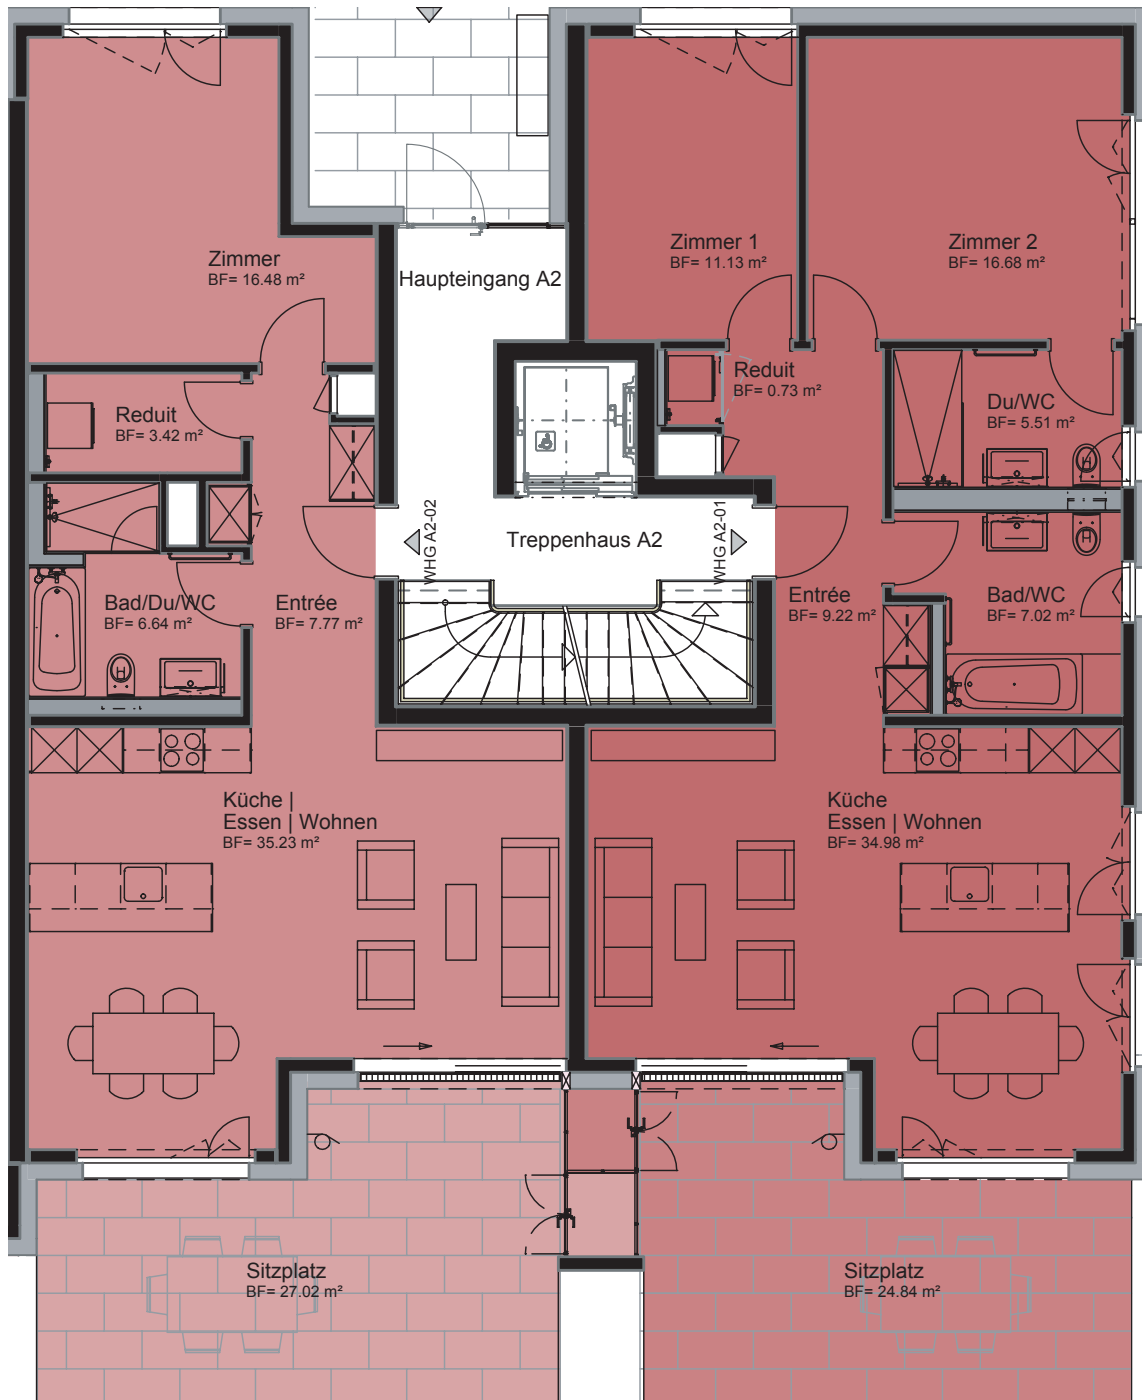 Zimmer
BF= 16.48 m²
Haupteingang A2
Zimmer 1
BF= 11.13 m²
Zimmer 2
BF= 16.68 m²
Reduit
BF= 3.42 m²
Reduit
BF= 0.73 m²
Du/WC
BF= 5.51 m²
WHG A2-02
Treppenhaus A2
WHG A2-01
Bad/Du/WC
BF= 6.64 m²
Entrée
BF= 7.77 m²
Entrée
BF= 9.22 m²
Bad/WC
BF= 7.02 m²
Küche |
Essen | Wohnen
BF= 35.23 m²
Küche
Essen | Wohnen
BF= 34.98 m²
Sitzplatz
BF= 27.02 m²
Sitzplatz
BF= 24.84 m²